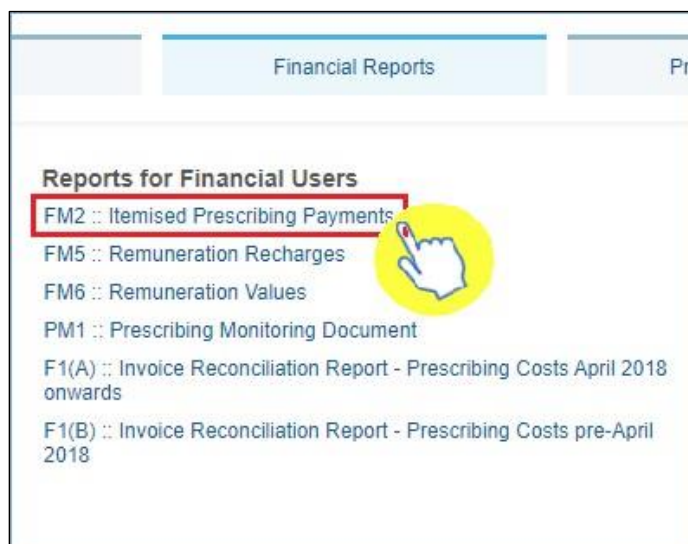 Financial Reports
Pr
Reports for Financial Users
FM2 :: Itemised Prescribing Payments
FM5 :: Remuneration Recharges
FM6 :: Remuneration Values
PM1 :: Prescribing Monitoring Document
F1(A) :: Invoice Reconciliation Report - Prescribing Costs April 2018
onwards
F1(B) :: Invoice Reconciliation Report - Prescribing Costs pre-April
2018